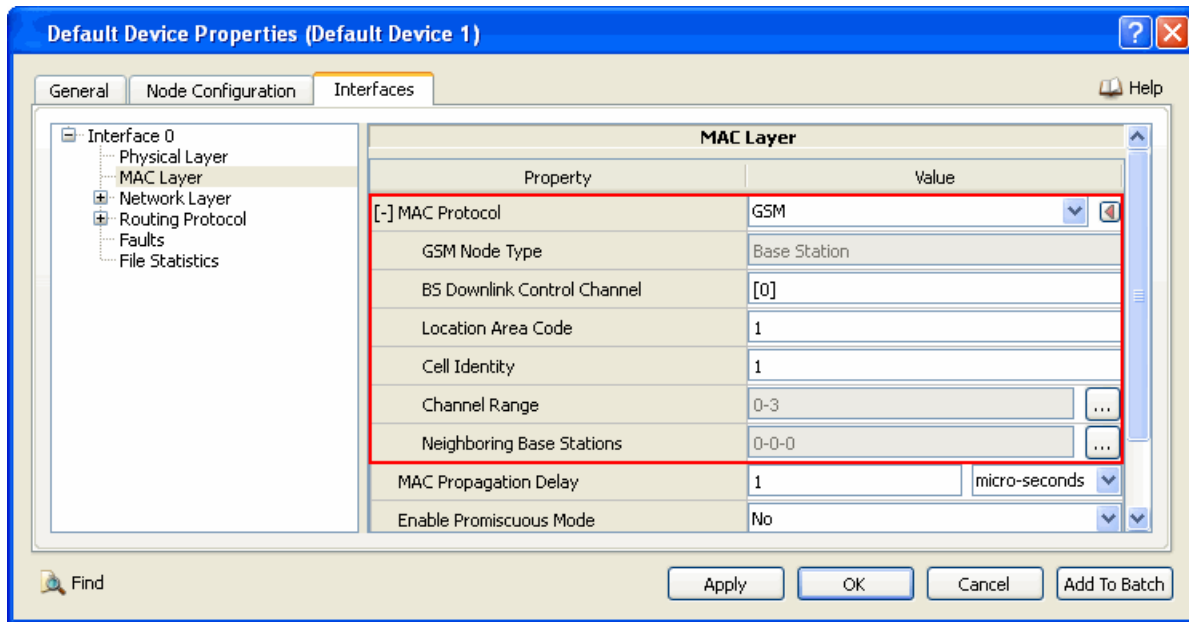 Default Device Properties (Default Device 1)
General Node Configuration Interfaces Help
Interface 0
Physical Layer
MAC Layer
Network Layer
Routing Protocol
Faults
File Statistics
MAC Layer
Property Value
[-] MAC Protocol GSM
GSM Node Type Base Station
BS Downlink Control Channel [0]
Location Area Code 1
Cell Identity 1
Channel Range 0-3 ...
Neighboring Base Stations 0-0-0 ...
MAC Propagation Delay 1 micro-seconds
Enable Promiscuous Mode No
Find Apply OK Cancel Add To Batch